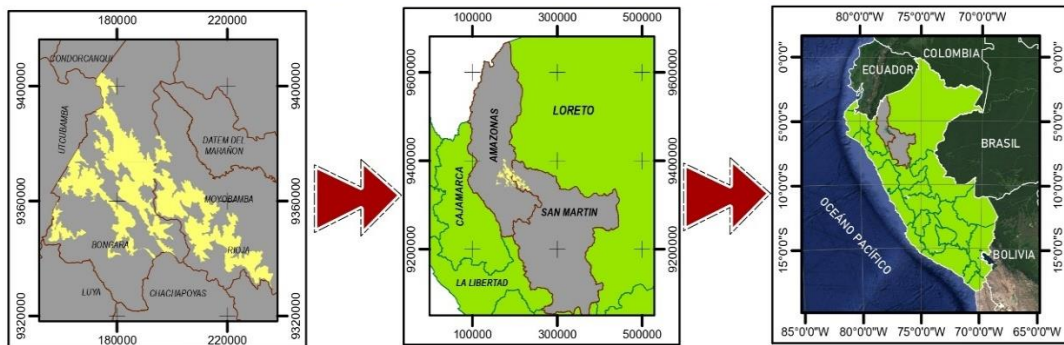 180000 220000
CONDORCANQUI
9400000 9400000
UTCUBAMBA
DATEM DEL
MARAÑON
9360000 9360000
MOYOBAMBA
BONGARA
RIOJA
LUYA
CHACHAPOYAS
9320000 9320000
180000 220000
100000 300000 500000
9600000 9600000
LORETO
AMAZONAS
9400000 9400000
CAJAMARCA
SAN MARTIN
9200000 9200000
LA LIBERTAD
100000 300000 500000
80°0'0"W 75°0'0"W 70°0'0"W
0°0'0" 0°0'0"
COLOMBIA
ECUADOR
5°0'0"S 5°0'0"S
BRASIL
10°0'0"S 10°0'0"S
OCEÁNO PACÍFICO
BOLIVIA
15°0'0"S 15°0'0"S
85°0'0"W 80°0'0"W 75°0'0"W 70°0'0"W 65°0'0"W